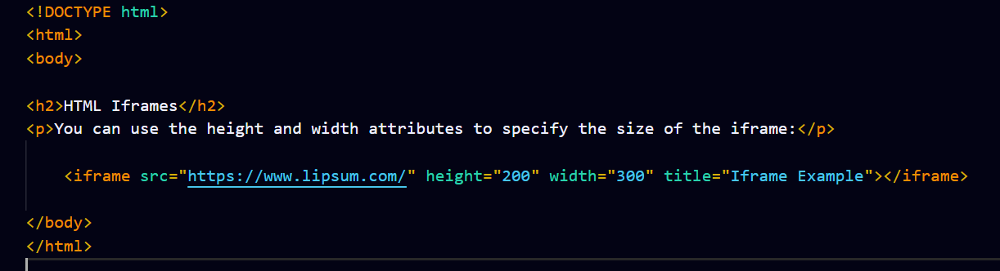 <!DOCTYPE html>
<html>
<body>
<h2>HTML Iframes</h2>
<p>You can use the height and width attributes to specify the size of the iframe:</p>
<iframe src="https://www.lipsum.com/" height="200" width="300" title="Iframe Example"></iframe>
</body>
</html>